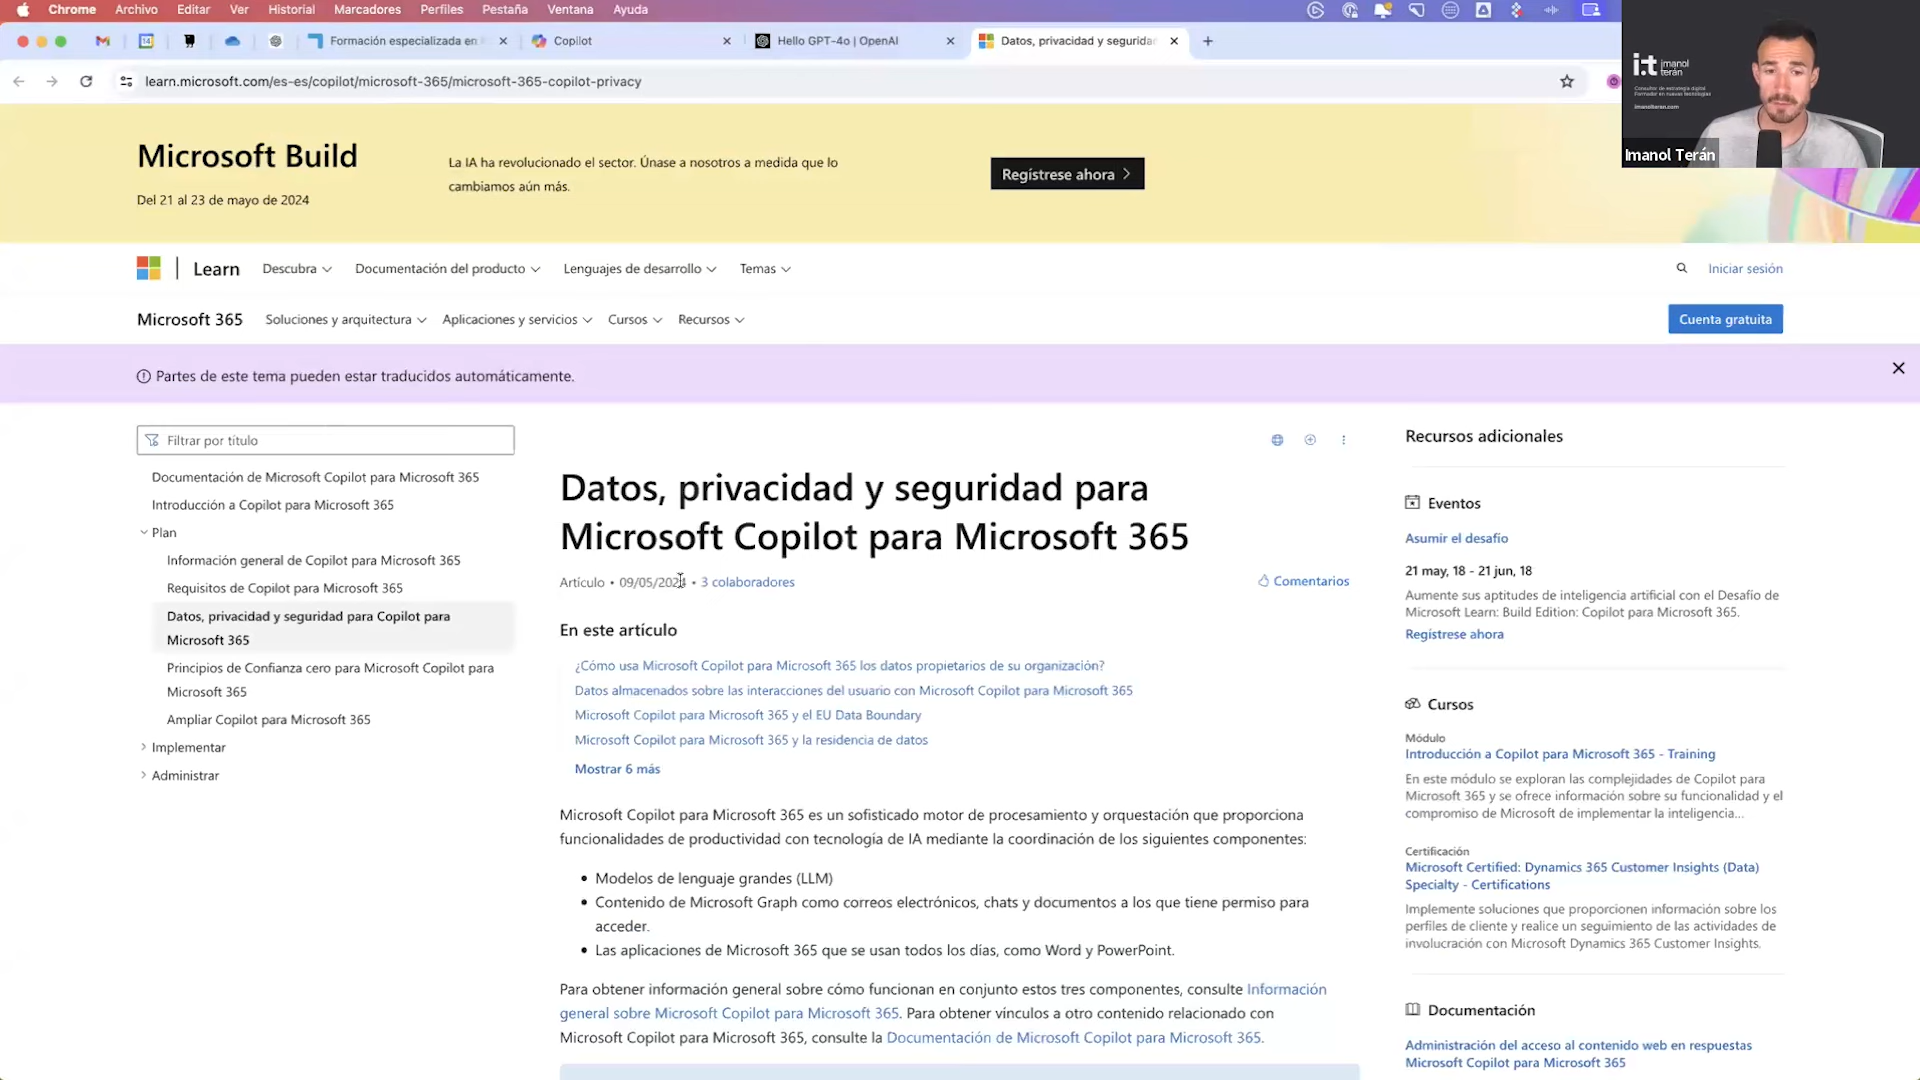 Chrome Archivo Editar Ver Historial Marcadores Perfiles Pestaña Ventana Ayuda
Formación especializada en
Copilot
Hello GPT-4o | OpenAI
Datos, privacidad y segurida
learn.microsoft.com/es-es/copilot/microsoft-365/microsoft-365-copilot-privacy
i.t imanol terán
Consultor de estrategia digital
Formador en nuevas tecnologías
imanolteran.com
Imanol Terán
Microsoft Build
Del 21 al 23 de mayo de 2024
La IA ha revolucionado el sector. Únase a nosotros a medida que lo
cambiamos aún más.
Regístrese ahora
Learn Descubra Documentación del producto Lenguajes de desarrollo Temas
Iniciar sesión
Microsoft 365 Soluciones y arquitectura Aplicaciones y servicios Cursos Recursos
Cuenta gratuita
Partes de este tema pueden estar traducidos automáticamente.
Filtrar por título
Documentación de Microsoft Copilot para Microsoft 365
Introducción a Copilot para Microsoft 365
Plan
Información general de Copilot para Microsoft 365
Requisitos de Copilot para Microsoft 365
Datos, privacidad y seguridad para Copilot para
Microsoft 365
Principios de Confianza cero para Microsoft Copilot para
Microsoft 365
Ampliar Copilot para Microsoft 365
Implementar
Administrar
Datos, privacidad y seguridad para
Microsoft Copilot para Microsoft 365
Artículo • 09/05/2024 • 3 colaboradores
Comentarios
En este artículo
¿Cómo usa Microsoft Copilot para Microsoft 365 los datos propietarios de su organización?
Datos almacenados sobre las interacciones del usuario con Microsoft Copilot para Microsoft 365
Microsoft Copilot para Microsoft 365 y el EU Data Boundary
Microsoft Copilot para Microsoft 365 y la residencia de datos
Mostrar 6 más
Microsoft Copilot para Microsoft 365 es un sofisticado motor de procesamiento y orquestación que proporciona
funcionalidades de productividad con tecnología de IA mediante la coordinación de los siguientes componentes:
• Modelos de lenguaje grandes (LLM)
• Contenido de Microsoft Graph como correos electrónicos, chats y documentos a los que tiene permiso para
acceder.
• Las aplicaciones de Microsoft 365 que se usan todos los días, como Word y PowerPoint.
Para obtener información general sobre cómo funcionan en conjunto estos tres componentes, consulte Información
general sobre Microsoft Copilot para Microsoft 365. Para obtener vínculos a otro contenido relacionado con
Microsoft Copilot para Microsoft 365, consulte la Documentación de Microsoft Copilot para Microsoft 365.
Recursos adicionales
Eventos
Asumir el desafío
21 may, 18 - 21 jun, 18
Aumente sus aptitudes de inteligencia artificial con el Desafío de
Microsoft Learn: Build Edition: Copilot para Microsoft 365.
Regístrese ahora
Cursos
Módulo
Introducción a Copilot para Microsoft 365 - Training
En este módulo se exploran las complejidades de Copilot para
Microsoft 365 y se ofrece información sobre su funcionalidad y el
compromiso de Microsoft de implementar la inteligencia...
Certificación
Microsoft Certified: Dynamics 365 Customer Insights (Data)
Specialty - Certifications
Implemente soluciones que proporcionen información sobre los
perfiles de cliente y realice un seguimiento de las actividades de
involucración con Microsoft Dynamics 365 Customer Insights.
Documentación
Administración del acceso al contenido web en respuestas
Microsoft Copilot para Microsoft 365